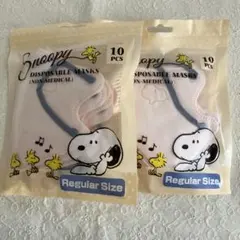 Snoopy
10
PCS
DISPOSABLE MASKS
(NON-MEDICAL)
Regular Size
Snoopy
10
PCS
DISPOSABLE MASKS
(NON-MEDICAL)
Regular Size